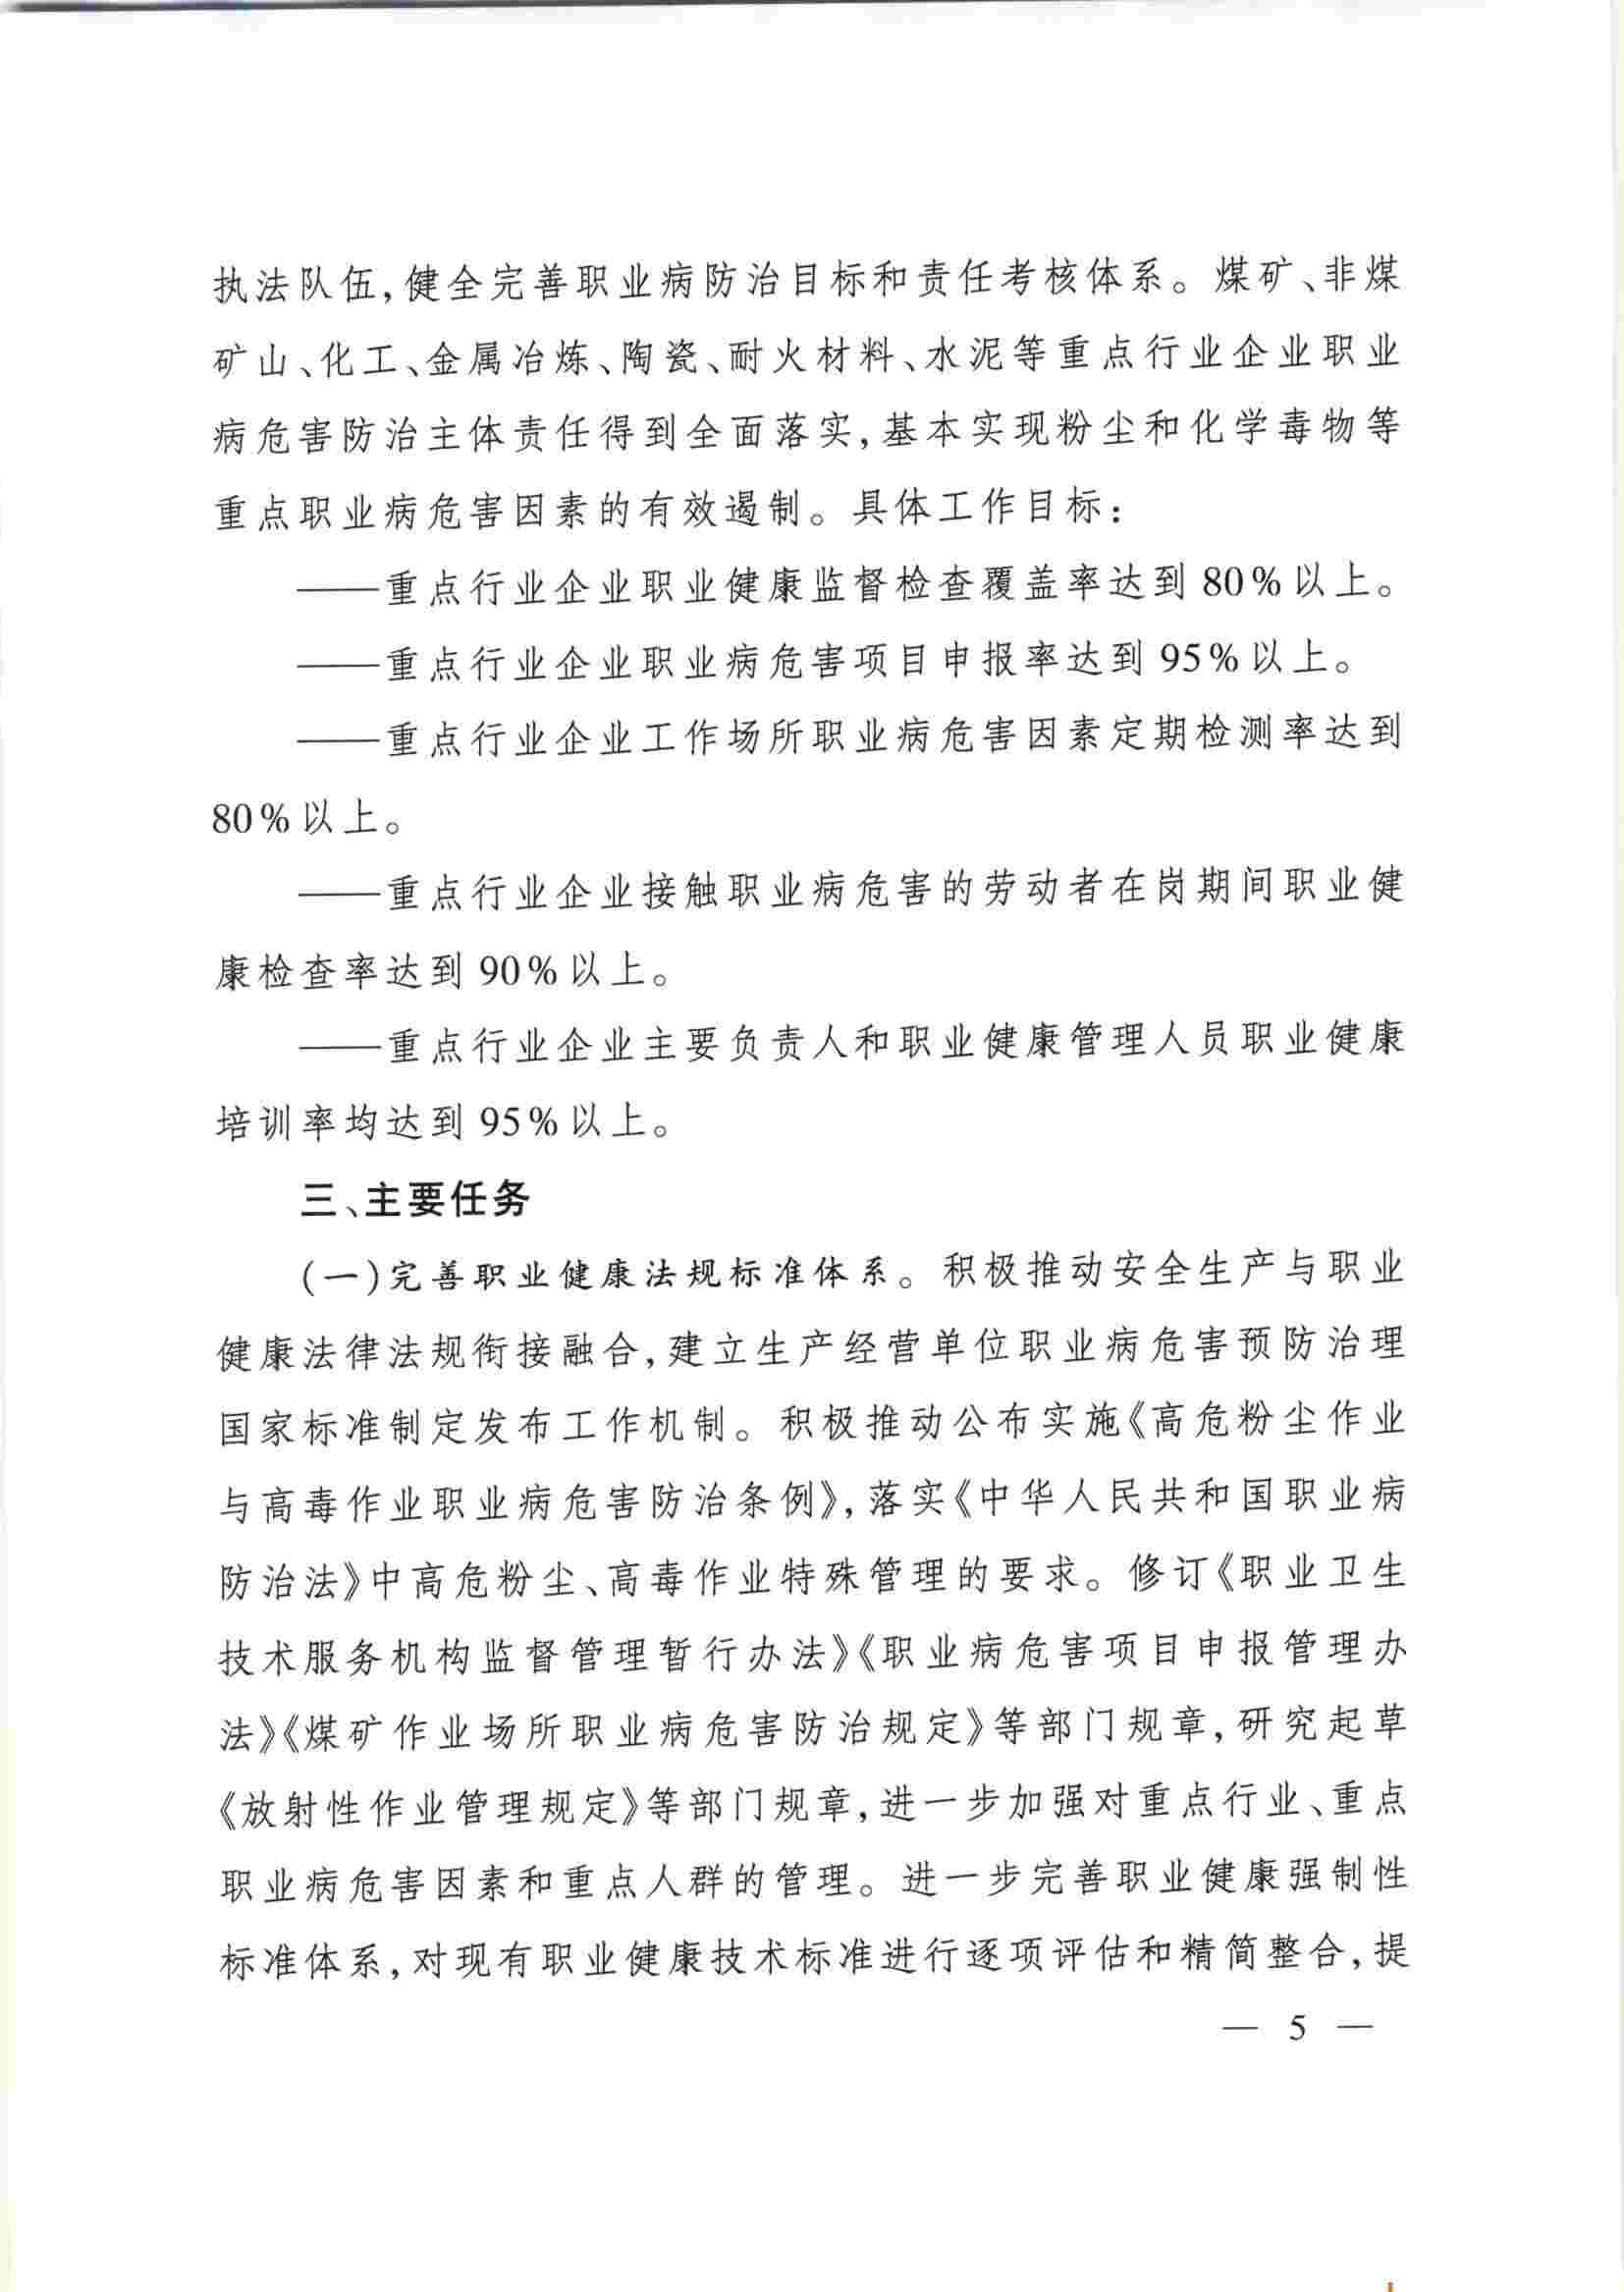 执法队伍,健全完善职业病防治目标和责任考核体系。煤矿、非煤
矿山、化工、金属冶炼、陶瓷、耐火材料、水泥等重点行业企业职业
病危害防治主体责任得到全面落实,基本实现粉尘和化学毒物等
重点职业病危害因素的有效遏制。具体工作目标:
——重点行业企业职业健康监督检查覆盖率达到 80%以上。
——重点行业企业职业病危害项目申报率达到 95%以上。
——重点行业企业工作场所职业病危害因素定期检测率达到
80%以上。
——重点行业企业接触职业病危害的劳动者在岗期间职业健
康检查率达到 90%以上。
——重点行业企业主要负责人和职业健康管理人员职业健康
培训率均达到 95%以上。
三、主要任务
(一)完善职业健康法规标准体系。积极推动安全生产与职业
健康法律法规衔接融合,建立生产经营单位职业病危害预防治理
国家标准制定发布工作机制。积极推动公布实施《高危粉尘作业
与高毒作业职业病危害防治条例》,落实《中华人民共和国职业病
防治法》中高危粉尘、高毒作业特殊管理的要求。修订《职业卫生
技术服务机构监督管理暂行办法》《职业病危害项目申报管理办
法》《煤矿作业场所职业病危害防治规定》等部门规章,研究起草
《放射性作业管理规定》等部门规章,进一步加强对重点行业、重点
职业病危害因素和重点人群的管理。进一步完善职业健康强制性
标准体系,对现有职业健康技术标准进行逐项评估和精简整合,提
— 5 —